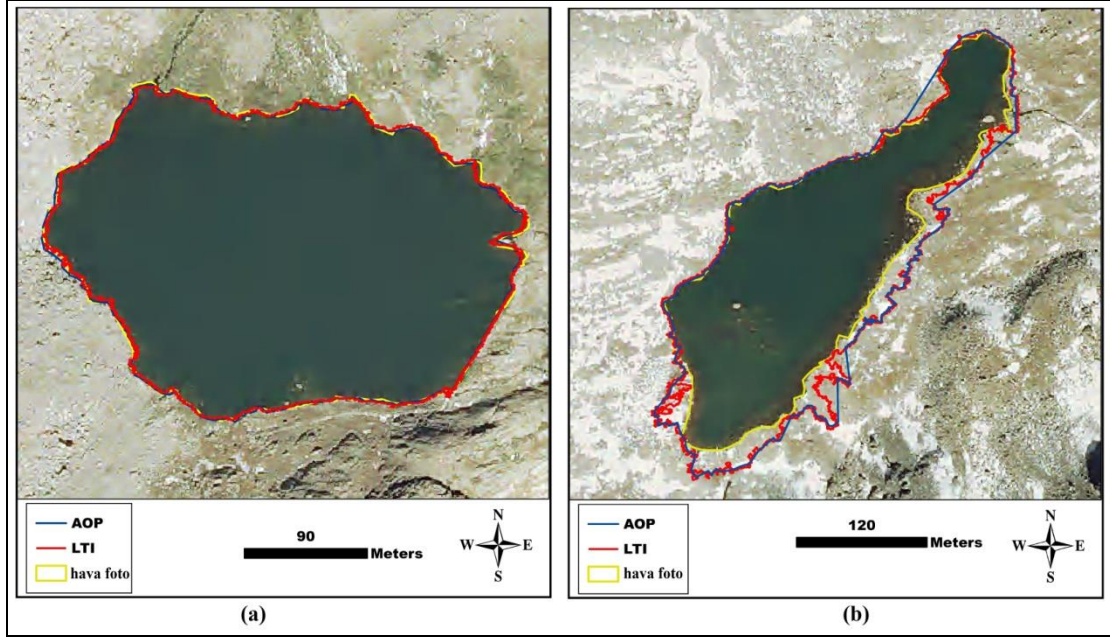 AOP
LTI
hava foto
90
Meters
N
W E
S
(a)
AOP
LTI
hava foto
120
Meters
N
W E
S
(b)